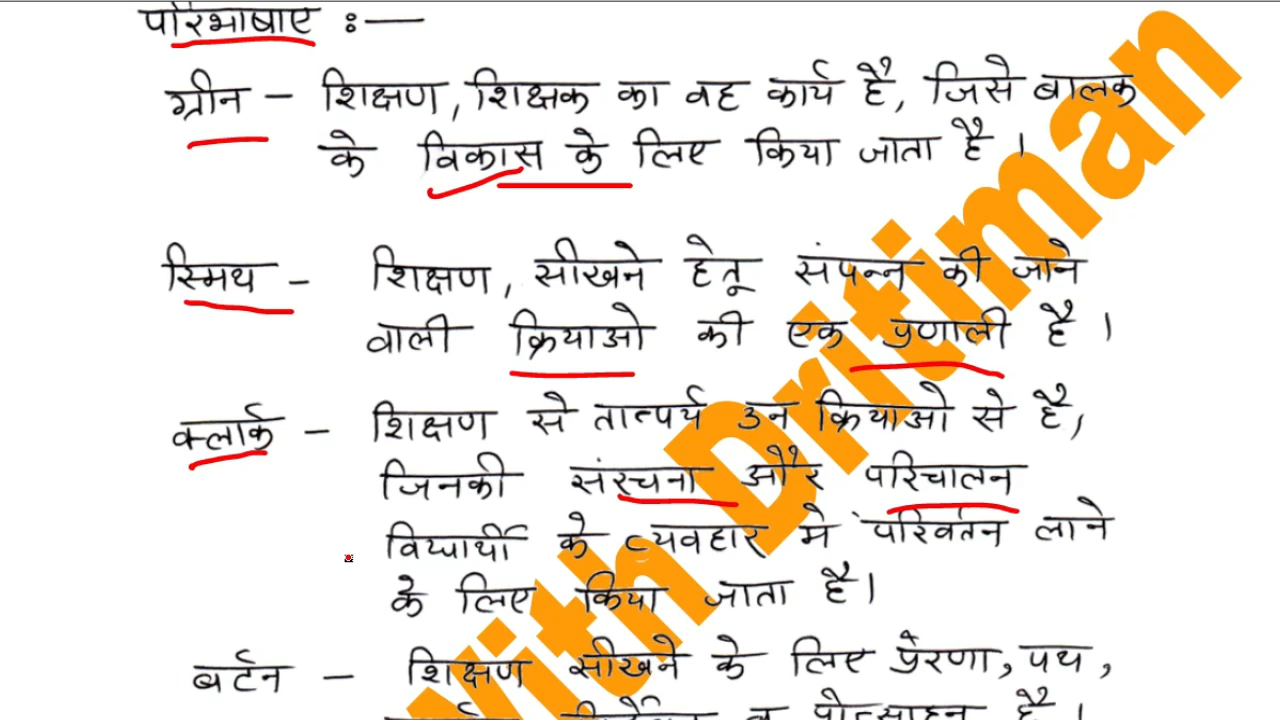 परिभाषाए :—
ग्रीन – शिक्षण, शिक्षक का वह कार्य है, जिसे बालक
के विकास के लिए किया जाता है ।
स्मिथ – शिक्षण, सीखने हेतू संपन्न की जाने
वाली क्रियाओ की एक प्रणाली है ।
क्लार्क – शिक्षण से तात्पर्य उन क्रियाओ से है,
जिनकी संरचना और परिचालन
विद्यार्थी के व्यवहार मे परिवर्तन लाने
के लिए किया जाता है।
बर्टन – शिक्षण सीखने के लिए प्रेरणा, पथ,
व प्रोत्साहन है ।
with Dritiman